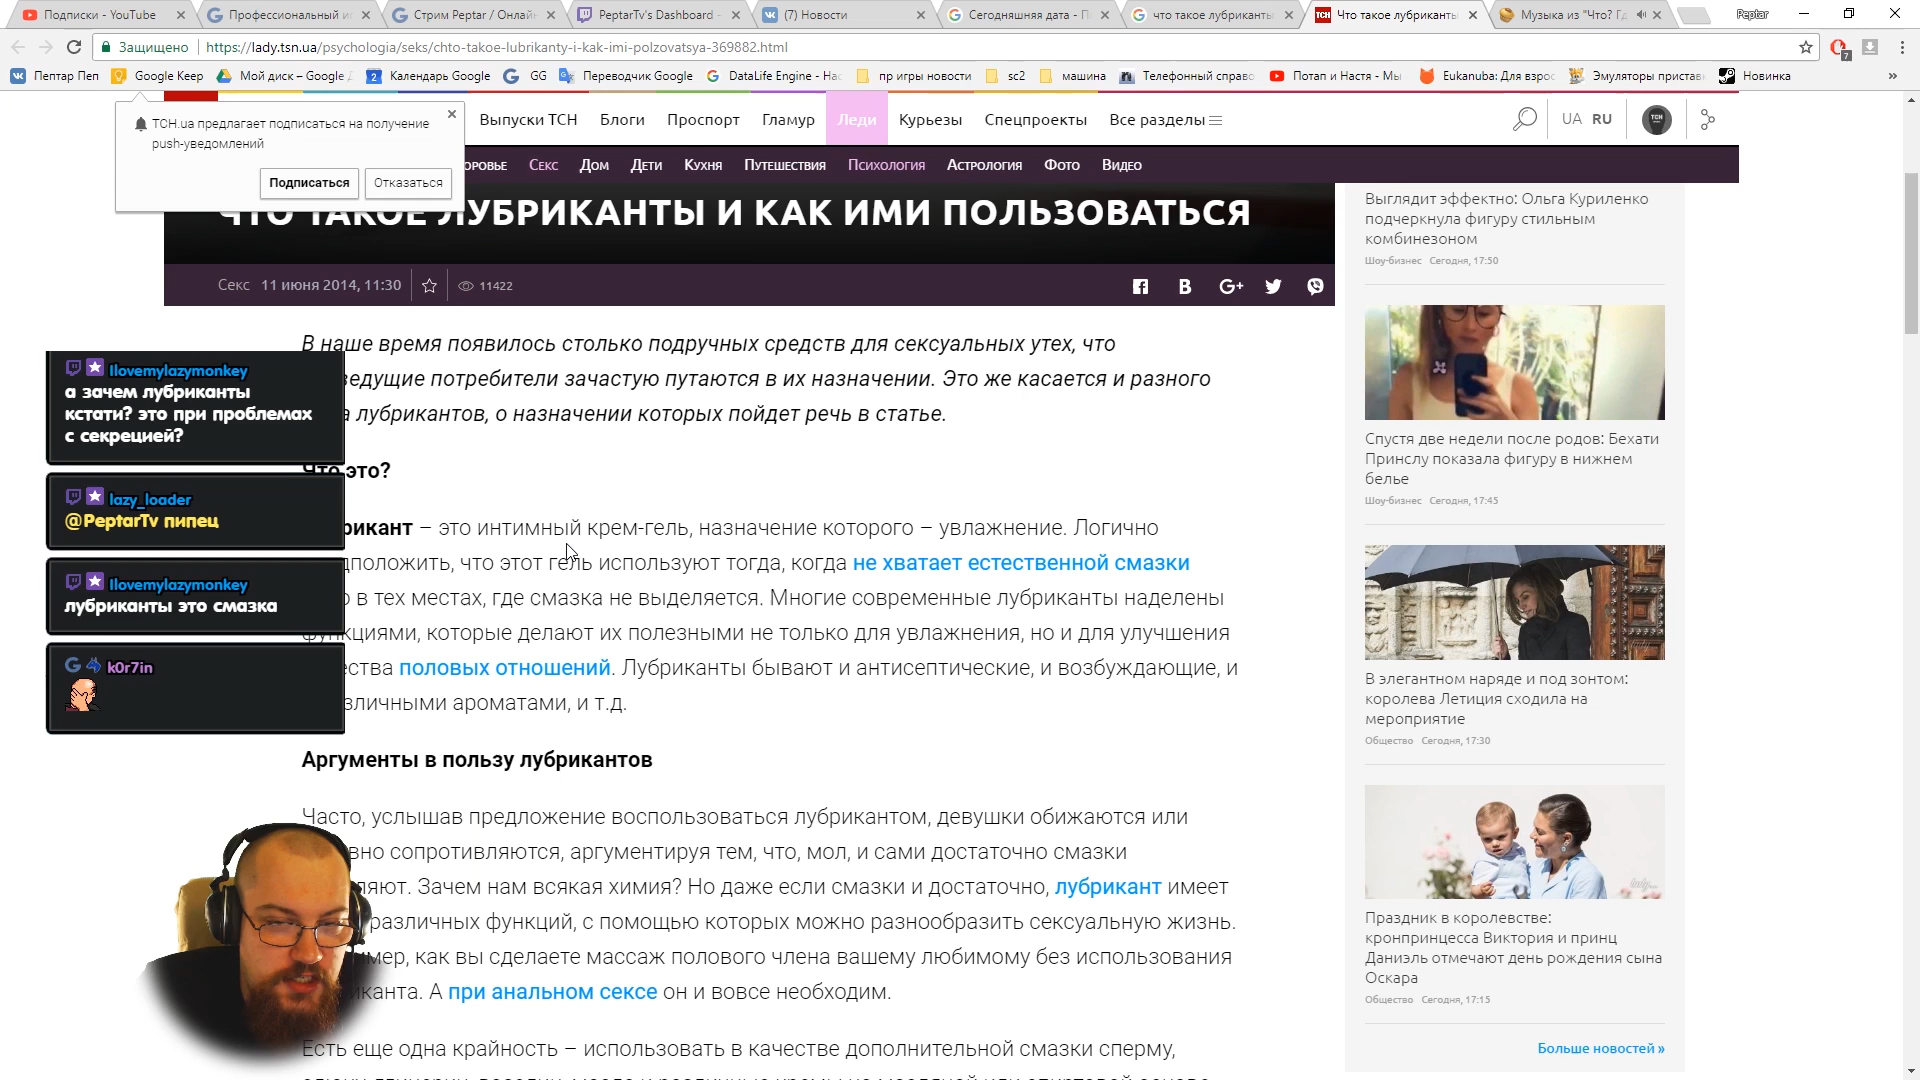 Подписки - YouTube
Профессиональный и
Стрим Peptar / Онлайн
PeptarTv's Dashboard -
(7) Новости
Сегодняшняя дата - П
что такое лубриканты
Что такое лубриканты
Музыка из "Что? Гд
Peptar
Защищено
https://lady.tsn.ua/psychologia/seks/chto-takoe-lubrikanty-i-kak-imi-polzovatsya-369882.html
7
Пептар Пеп
Google Keep
Мой диск – Google Д
Календарь Google
GG
Переводчик Google
DataLife Engine - Нас
пр игры новости
sc2
машина
Телефонный справо
Потап и Настя - Мы
Eukanuba: Для взрос
Эмуляторы пристав
Новинка
»
ТСН.ua предлагает подписаться на получение
push-уведомлений
Подписаться
Отказаться
Выпуски ТСН
Блоги
Проспорт
Гламур
Леди
Курьезы
Спецпроекты
Все разделы
UA
RU
оровье
Секс
Дом
Дети
Кухня
Путешествия
Психология
Астрология
Фото
Видео
ЧТО ТАКОЕ ЛУБРИКАНТЫ И КАК ИМИ ПОЛЬЗОВАТЬСЯ
Секс
11 июня 2014, 11:30
11422
В наше время появилось столько подручных средств для сексуальных утех, что
ведущие потребители зачастую путаются в их назначении. Это же касается и разного
а лубрикантов, о назначении которых пойдет речь в статье.
Что это?
рикант – это интимный крем-гель, назначение которого – увлажнение. Логично
дположить, что этот гель используют тогда, когда не хватает естественной смазки
о в тех местах, где смазка не выделяется. Многие современные лубриканты наделены
функциями, которые делают их полезными не только для увлажнения, но и для улучшения
ества половых отношений. Лубриканты бывают и антисептические, и возбуждающие, и
зличными ароматами, и т.д.
Аргументы в пользу лубрикантов
Часто, услышав предложение воспользоваться лубрикантом, девушки обижаются или
вно сопротивляются, аргументируя тем, что, мол, и сами достаточно смазки
ляют. Зачем нам всякая химия? Но даже если смазки и достаточно, лубрикант имеет
различных функций, с помощью которых можно разнообразить сексуальную жизнь.
мер, как вы сделаете массаж полового члена вашему любимому без использования
иканта. А при анальном сексе он и вовсе необходим.
Есть еще одна крайность – использовать в качестве дополнительной смазки сперму,
Ilovemylazymonkey
а зачем лубриканты
кстати? это при проблемах
с секрецией?
lazy_loader
@PeptarTv пипец
Ilovemylazymonkey
лубриканты это смазка
k0r7in
Выглядит эффектно: Ольга Куриленко
подчеркнула фигуру стильным
комбинезоном
Шоу-бизнес Сегодня, 17:50
Спустя две недели после родов: Бехати
Принслу показала фигуру в нижнем
белье
Шоу-бизнес Сегодня, 17:45
В элегантном наряде и под зонтом:
королева Летиция сходила на
мероприятие
Общество Сегодня, 17:30
Праздник в королевстве:
кронпринцесса Виктория и принц
Даниэль отмечают день рождения сына
Оскара
Общество Сегодня, 17:15
Больше новостей »